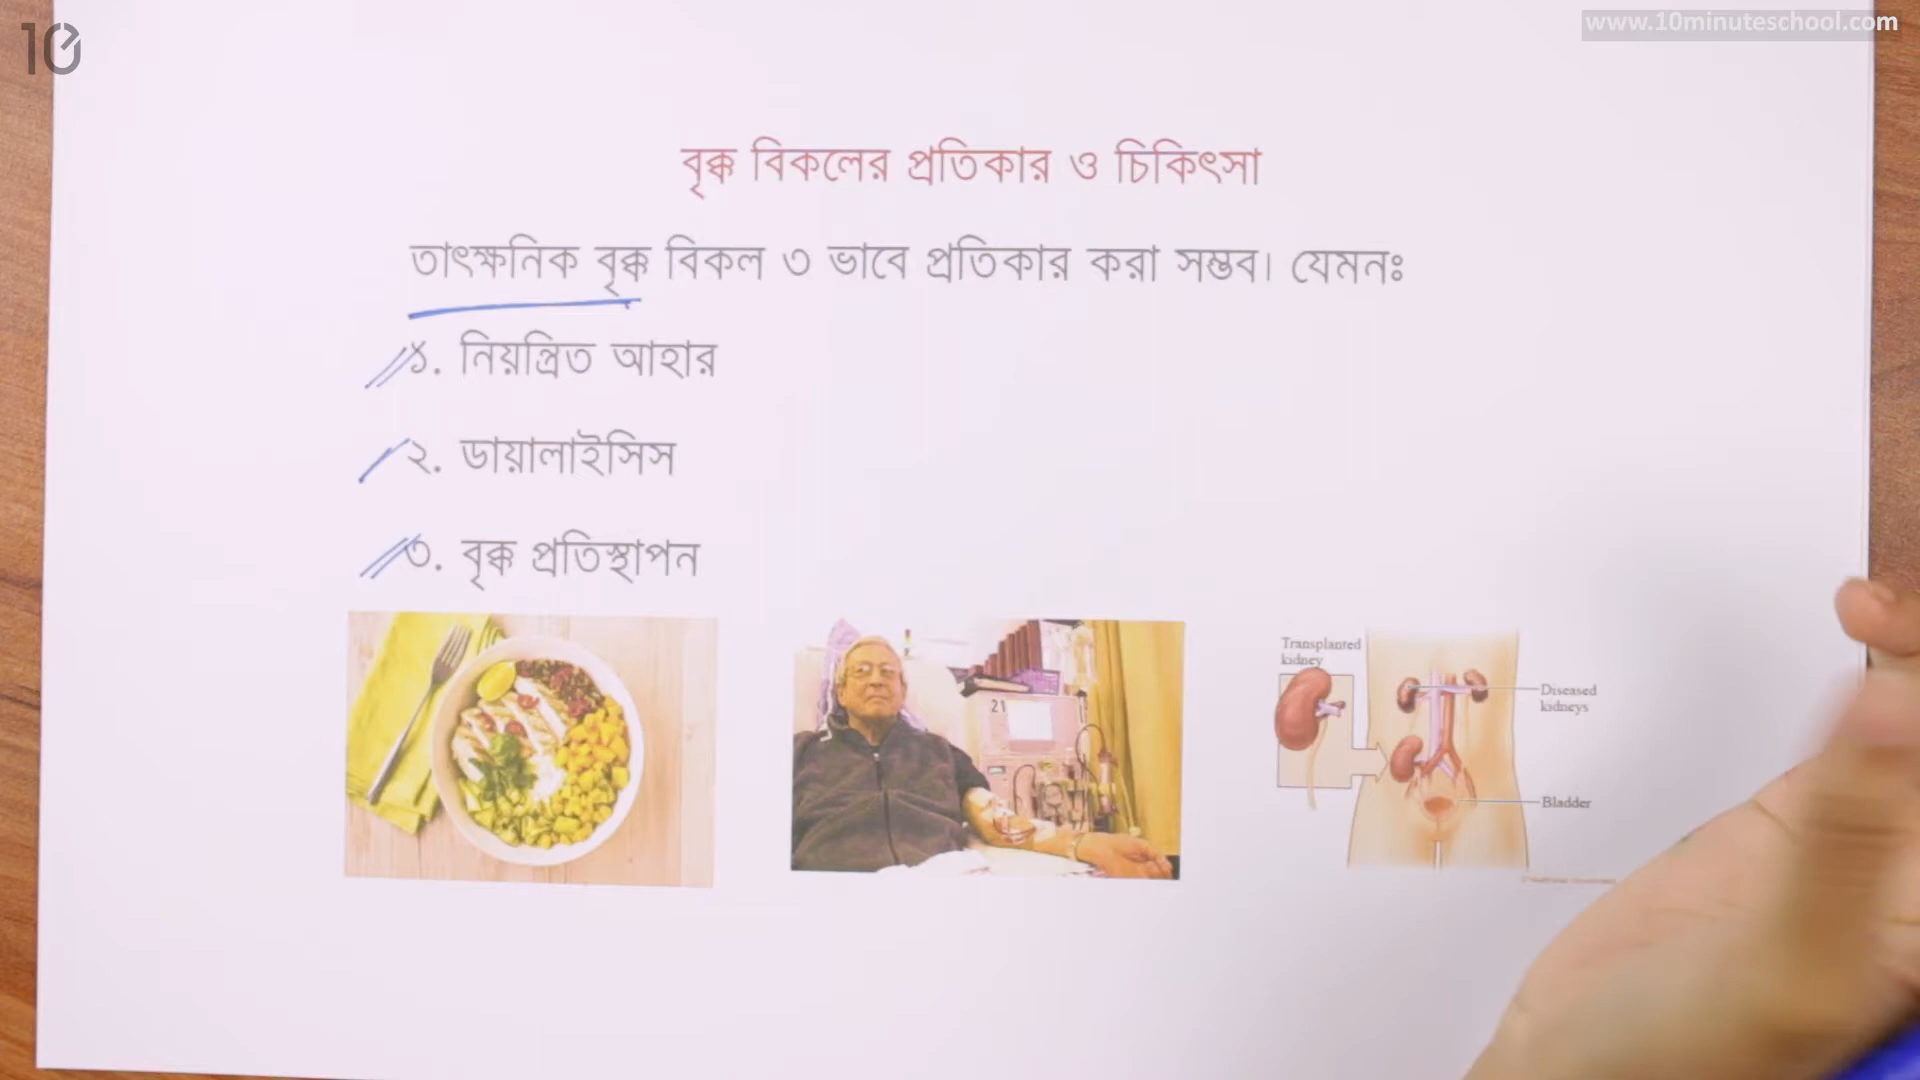 10
www.10minuteschool.com
বৃক্ক বিকলের প্রতিকার ও চিকিৎসা
তাৎক্ষনিক বৃক্ক বিকল ৩ ভাবে প্রতিকার করা সম্ভব। যেমনঃ
১. নিয়ন্ত্রিত আহার
২. ডায়ালাইসিস
৩. বৃক্ক প্রতিস্থাপন
21
Transplanted
kidney
Diseased
kidneys
Bladder